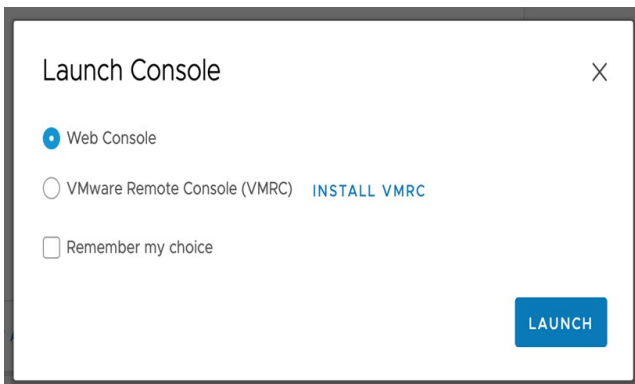 Launch Console
Web Console
VMware Remote Console (VMRC) INSTALL VMRC
Remember my choice
LAUNCH